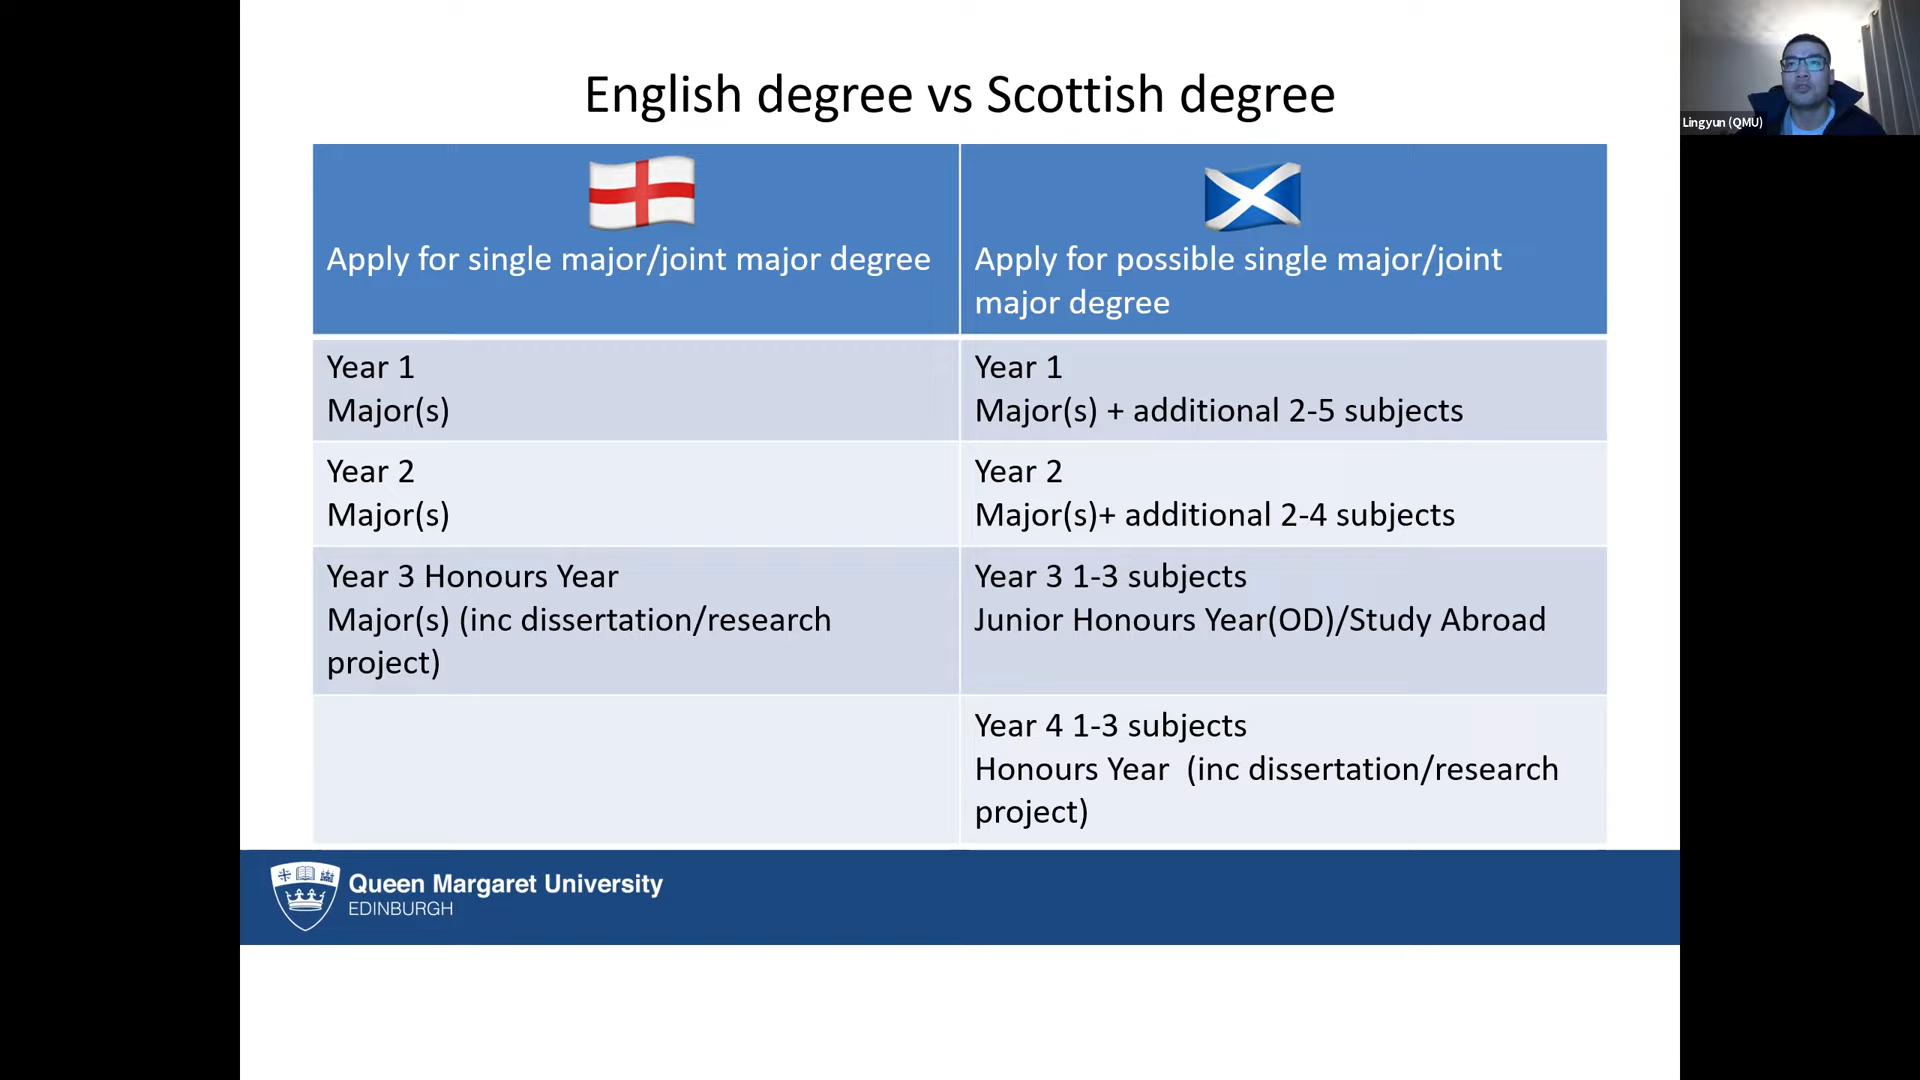 English degree vs Scottish degree
Apply for single major/joint major degree
Apply for possible single major/joint
major degree
Year 1
Major(s)
Year 1
Major(s) + additional 2-5 subjects
Year 2
Major(s)
Year 2
Major(s)+ additional 2-4 subjects
Year 3 Honours Year
Major(s) (inc dissertation/research
project)
Year 3 1-3 subjects
Junior Honours Year(OD)/Study Abroad
Year 4 1-3 subjects
Honours Year  (inc dissertation/research
project)
Queen Margaret University
EDINBURGH
Lingyun (QMU)